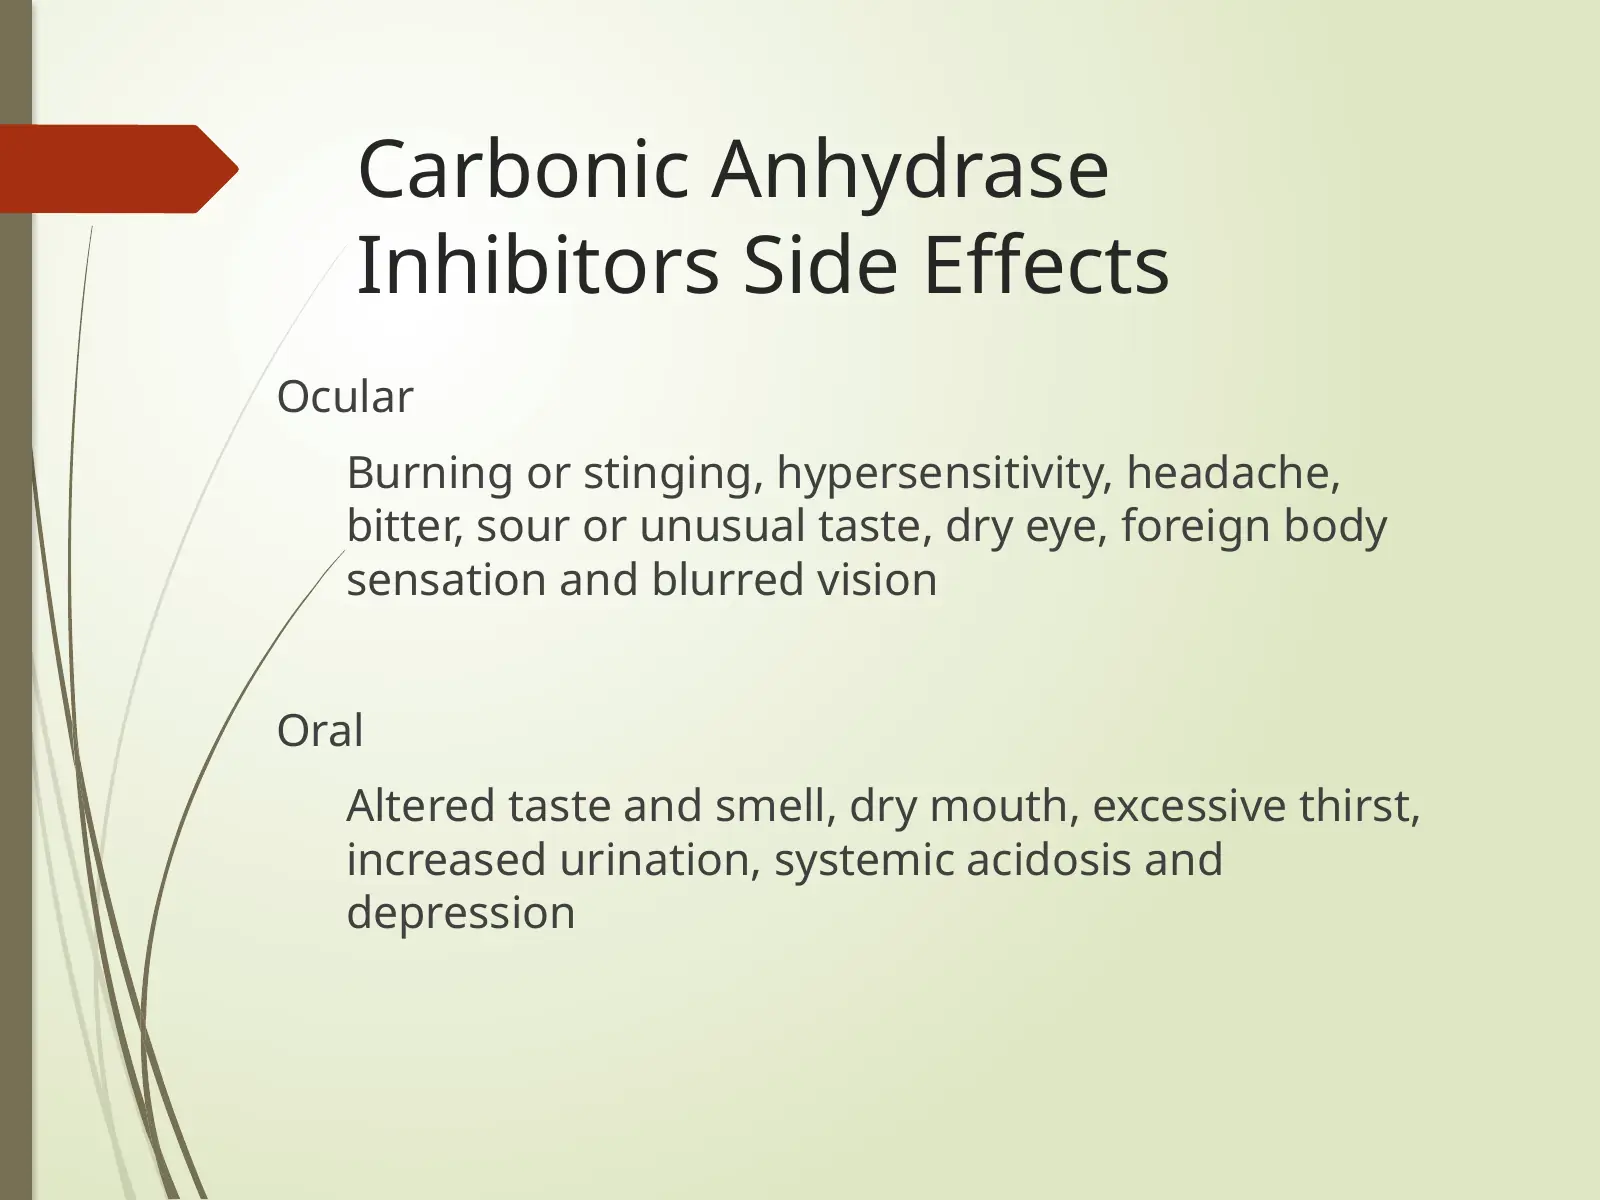 Carbonic Anhydrase
Inhibitors Side Effects
Ocular
Burning or stinging, hypersensitivity, headache,
bitter, sour or unusual taste, dry eye, foreign body
sensation and blurred vision
Oral
Altered taste and smell, dry mouth, excessive thirst,
increased urination, systemic acidosis and
depression